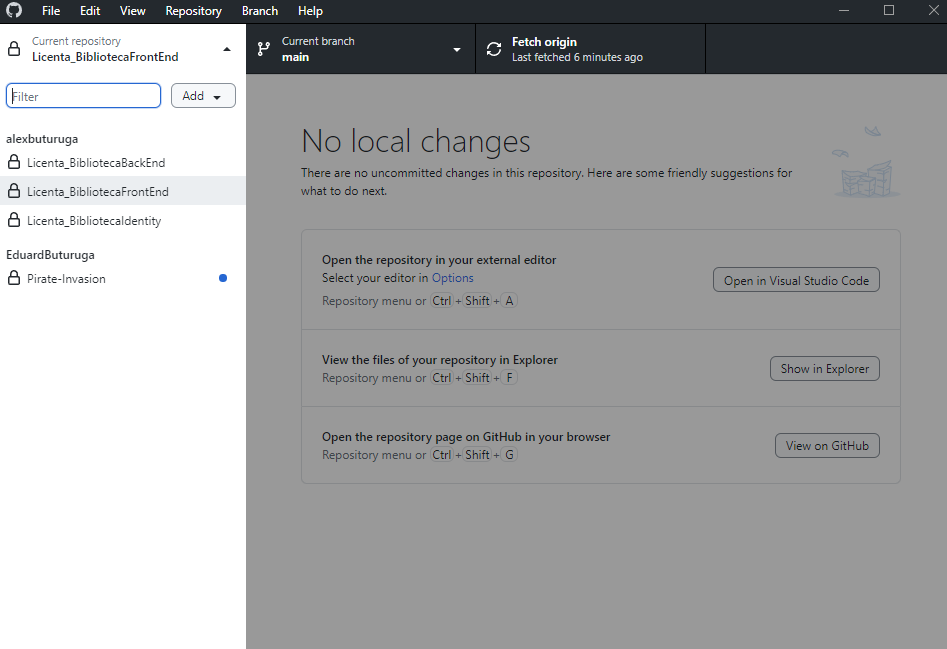 File Edit View Repository Branch Help
Current repository
Licenta_BibliotecaFrontEnd
Current branch
main
Fetch origin
Last fetched 6 minutes ago
Filter
Add
alexbuturuga
Licenta_BibliotecaBackEnd
Licenta_BibliotecaFrontEnd
Licenta_BibliotecaIdentity
EduardButuruga
Pirate-Invasion
No local changes
There are no uncommitted changes in this repository. Here are some friendly suggestions for
what to do next.
Open the repository in your external editor
Select your editor in Options
Repository menu or Ctrl + Shift + A
Open in Visual Studio Code
View the files of your repository in Explorer
Repository menu or Ctrl + Shift + F
Show in Explorer
Open the repository page on GitHub in your browser
Repository menu or Ctrl + Shift + G
View on GitHub